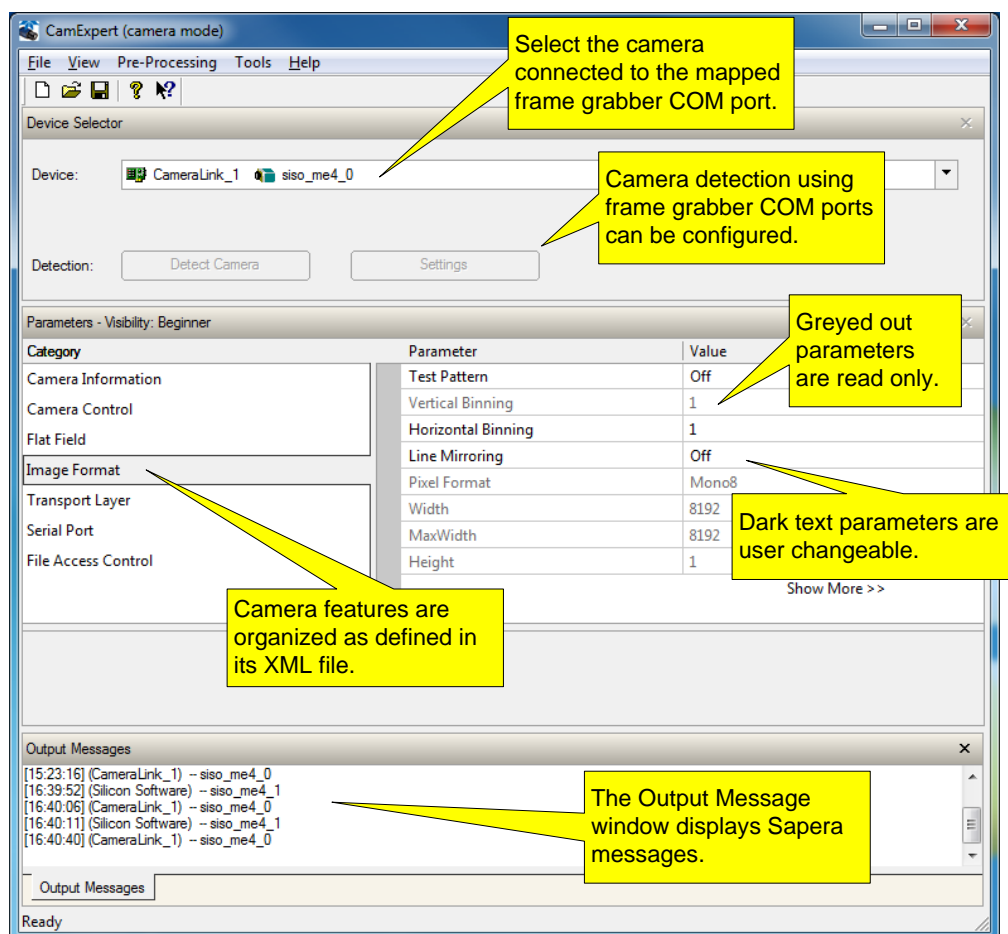 CamExpert (camera mode)
File View Pre-Processing Tools Help
Select the camera
connected to the mapped
frame grabber COM port.
Device Selector
Device: CameraLink_1 siso_me4_0
Camera detection using
frame grabber COM ports
can be configured.
Detection: Detect Camera Settings
Parameters - Visibility: Beginner
Greyed out
parameters
are read only.
Category
Camera Information
Camera Control
Flat Field
Image Format
Transport Layer
Serial Port
File Access Control
Parameter Value
Test Pattern Off
Vertical Binning 1
Horizontal Binning 1
Line Mirroring Off
Pixel Format Mono8
Width 8192
MaxWidth 8192
Height 1
Show More >>
Dark text parameters are
user changeable.
Camera features are
organized as defined in
its XML file.
Output Messages
[15:23:16] (CameraLink_1) -- siso_me4_0
[16:39:52] (Silicon Software) -- siso_me4_1
[16:40:06] (CameraLink_1) -- siso_me4_0
[16:40:11] (Silicon Software) -- siso_me4_1
[16:40:40] (CameraLink_1) -- siso_me4_0
The Output Message
window displays Sapera
messages.
Output Messages
Ready